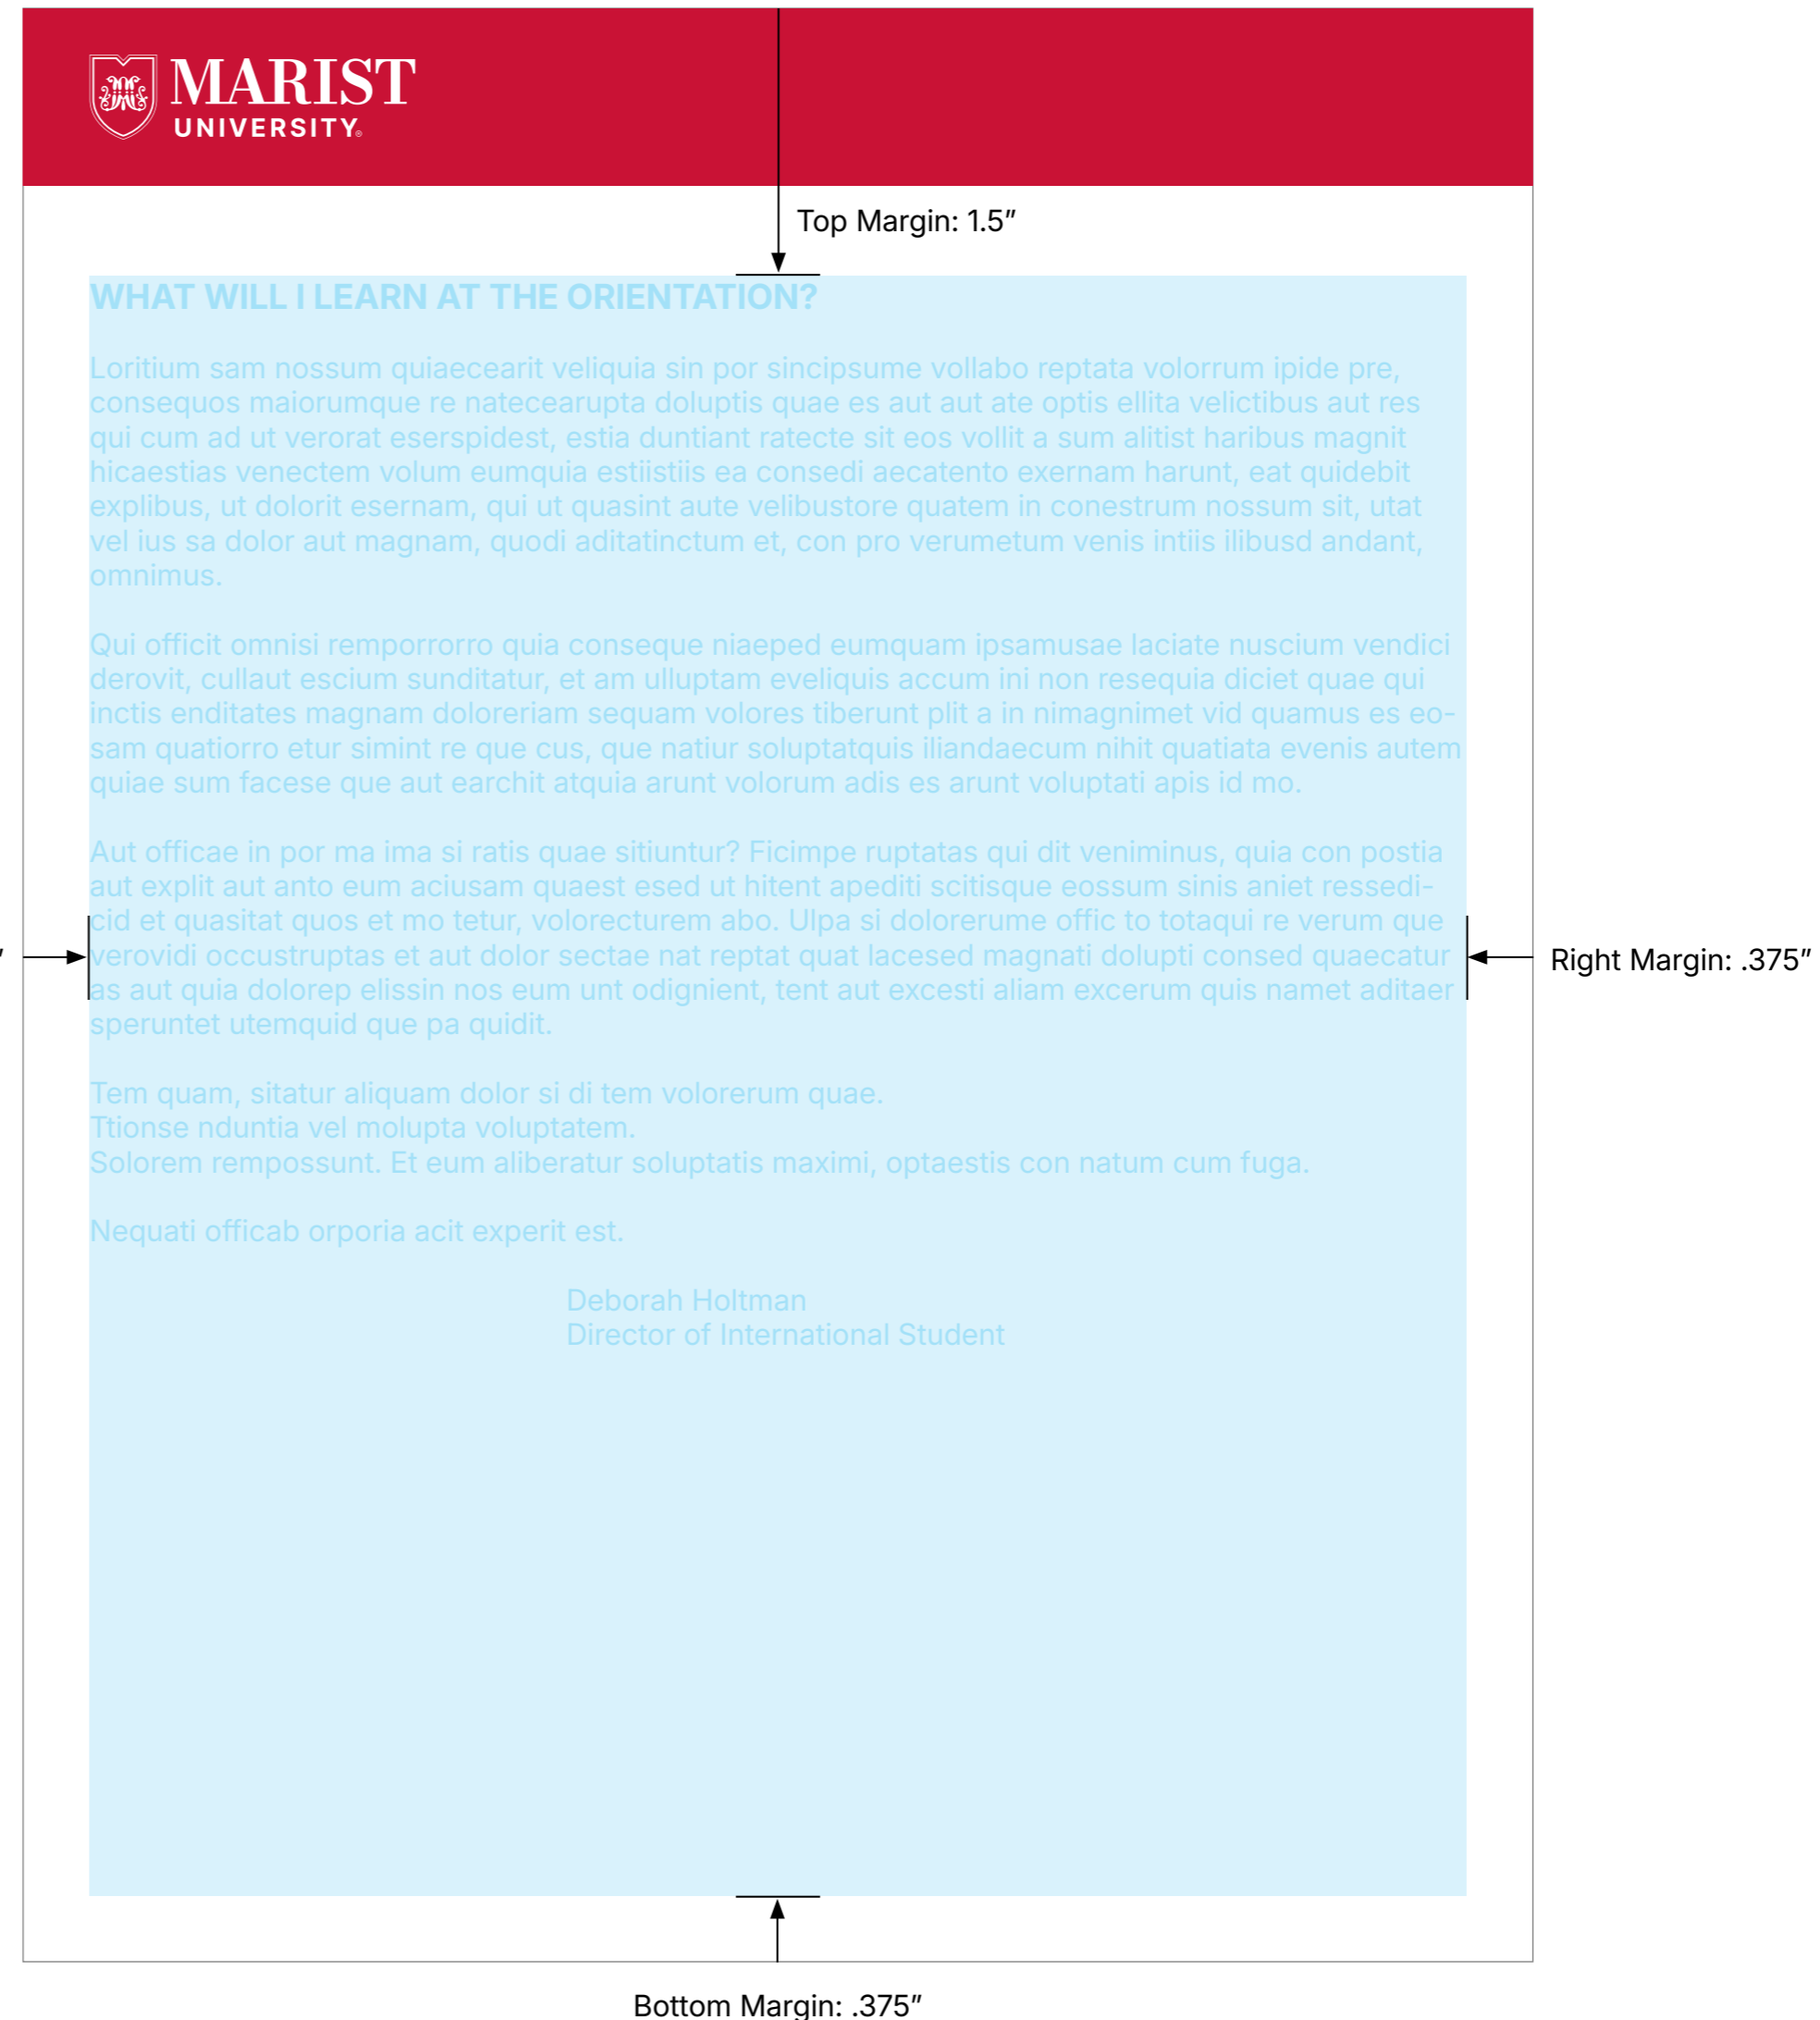 MARIST
UNIVERSITY®
Top Margin: 1.5”
WHAT WILL I LEARN AT THE ORIENTATION?
Loritium sam nossum quiaecearit veliquia sin por sincipsume vollabo reptata volorrum ipide pre,
consequos maiorumque re natecearupta doluptis quae es aut aut ate optis ellita velictibus aut res
qui cum ad ut verorat eserspidest, estia duntiant ratecte sit eos vollit a sum alitist haribus magnit
hicaestias venectem volum eumquia estiistiis ea consedi aecatento exernam harunt, eat quidebit
explibus, ut dolorit esernam, qui ut quasint aute velibustore quatem in conestrum nossum sit, utat
vel ius sa dolor aut magnam, quodi aditatinctum et, con pro verumetum venis intiis ilibusd andant,
omnimus.
Qui officit omnisi remporrorro quia conseque niaeped eumquam ipsamusae laciate nuscium vendici
derovit, cullaut escium sunditatur, et am ulluptam eveliquis accum ini non resequia diciet quae qui
inctis enditates magnam doloreriam sequam volores tiberunt plit a in nimagnimet vid quamus es eo-
sam quatiorro etur simint re que cus, que natiur soluptatquis iliandaecum nihit quatiata evenis autem
quiae sum facese que aut earchit atquia arunt volorum adis es arunt voluptati apis id mo.
Aut officae in por ma ima si ratis quae sitiuntur? Ficimpe ruptatas qui dit veniminus, quia con postia
aut explit aut anto eum aciusam quaest esed ut hitent apediti scitisque eossum sinis aniet ressedi-
cid et quasitat quos et mo tetur, volorecturem abo. Ulpa si dolorerume offic to totaqui re verum que
verovidi occustruptas et aut dolor sectae nat reptat quat lacesed magnati dolupti consed quaecatur
as aut quia dolorep elissin nos eum unt odignient, tent aut excesti aliam excerum quis namet aditaer
speruntet utemquid que pa quidit.
Right Margin: .375”
Tem quam, sitatur aliquam dolor si di tem volorerum quae.
Ttionse nduntia vel molupta voluptatem.
Solorem rempossunt. Et eum aliberatur soluptatis maximi, optaestis con natum cum fuga.
Nequati officab orporia acit experit est.
Deborah Holtman
Director of International Student
Bottom Margin: .375”